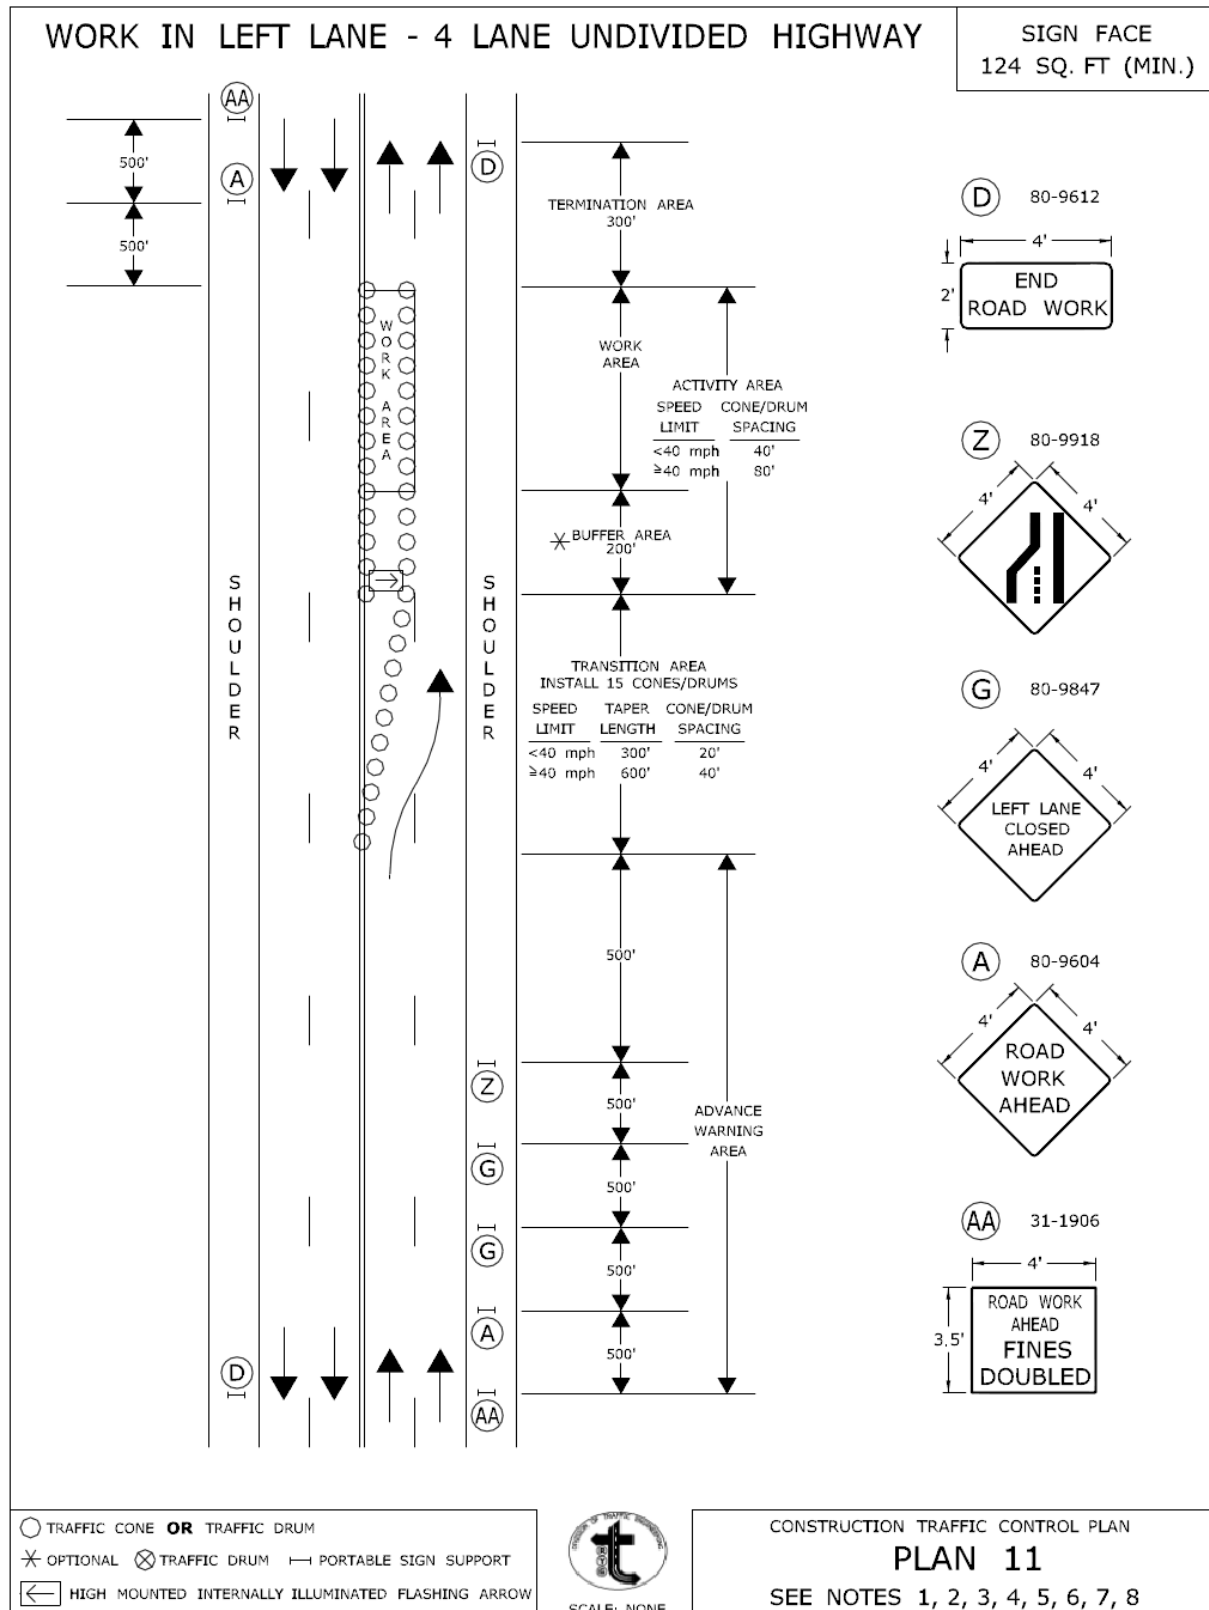 WORK IN LEFT LANE - 4 LANE UNDIVIDED HIGHWAY
SIGN FACE
124 SQ. FT (MIN.)
AA
500'
A
500'
D
TERMINATION AREA
300'
WORK AREA
WORK
AREA
ACTIVITY AREA
SPEED CONE/DRUM
LIMIT SPACING
<40 mph 40'
≥40 mph 80'
* BUFFER AREA
200'
SHOULDER
SHOULDER
TRANSITION AREA
INSTALL 15 CONES/DRUMS
SPEED TAPER CONE/DRUM
LIMIT LENGTH SPACING
<40 mph 300' 20'
≥40 mph 600' 40'
500'
Z
500'
ADVANCE
WARNING
AREA
G
500'
G
500'
A
500'
D
AA
D 80-9612
4'
2'
END
ROAD WORK
Z 80-9918
4' 4'
G 80-9847
4' 4'
LEFT LANE
CLOSED
AHEAD
A 80-9604
4' 4'
ROAD
WORK
AHEAD
AA 31-1906
4'
3.5'
ROAD WORK
AHEAD
FINES
DOUBLED
TRAFFIC CONE OR TRAFFIC DRUM
* OPTIONAL TRAFFIC DRUM PORTABLE SIGN SUPPORT
HIGH MOUNTED INTERNALLY ILLUMINATED FLASHING ARROW
DIVISION OF TRAFFIC ENGINEERING
t
SCALE: NONE
CONSTRUCTION TRAFFIC CONTROL PLAN
PLAN 11
SEE NOTES 1, 2, 3, 4, 5, 6, 7, 8